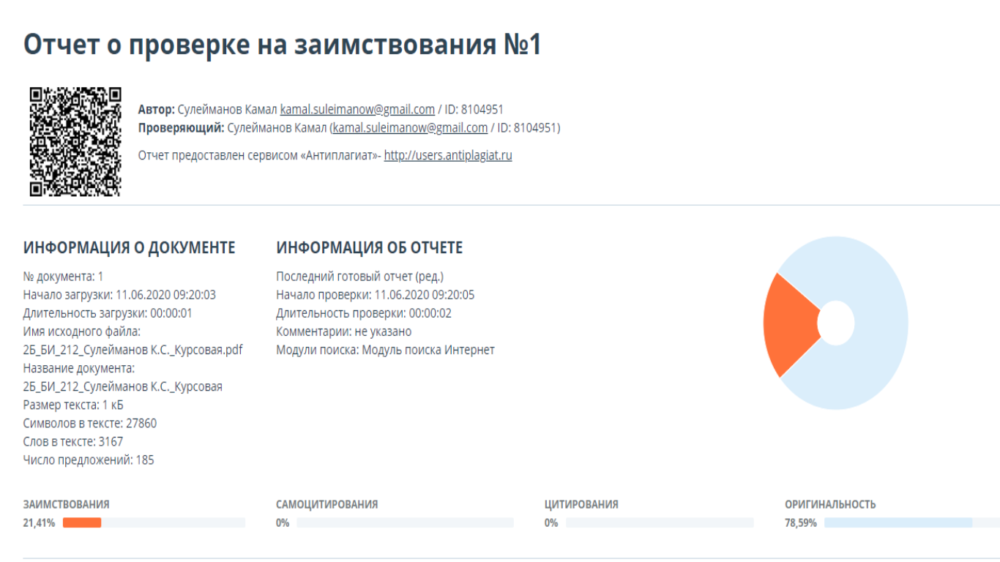 Отчет о проверке на заимствования №1
Автор: Сулейманов Камал kamal.suleimanow@gmail.com / ID: 8104951
Проверяющий: Сулейманов Камал (kamal.suleimanow@gmail.com / ID: 8104951)
Отчет предоставлен сервисом «Антиплагиат»- http://users.antiplagiat.ru
ИНФОРМАЦИЯ О ДОКУМЕНТЕ
№ документа: 1
Начало загрузки: 11.06.2020 09:20:03
Длительность загрузки: 00:00:01
Имя исходного файла:
2Б_БИ_212_Сулейманов К.С._Курсовая.pdf
Название документа:
2Б_БИ_212_Сулейманов К.С._Курсовая
Размер текста: 1 кБ
Символов в тексте: 27860
Слов в тексте: 3167
Число предложений: 185
ИНФОРМАЦИЯ ОБ ОТЧЕТЕ
Последний готовый отчет (ред.)
Начало проверки: 11.06.2020 09:20:05
Длительность проверки: 00:00:02
Комментарии: не указано
Модули поиска: Модуль поиска Интернет
ЗАИМСТВОВАНИЯ
21,41%
САМОЦИТИРОВАНИЯ
0%
ЦИТИРОВАНИЯ
0%
ОРИГИНАЛЬНОСТЬ
78,59%